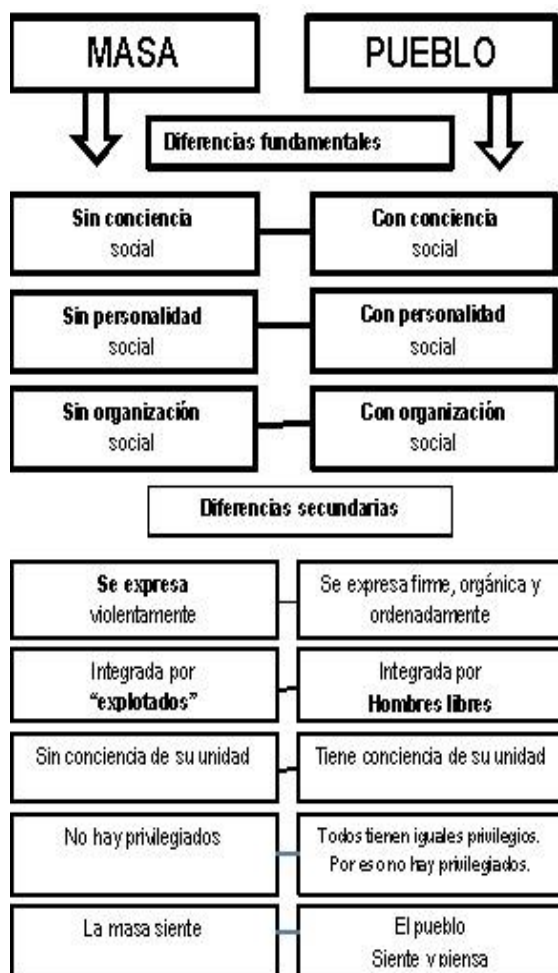 MASA
PUEBLO
Diferencias fundamentales
Sin conciencia
social
Con conciencia
social
Sin personalidad
social
Con personalidad
social
Sin organización
social
Con organización
social
Diferencias secundarias
Se expresa
violentamente
Se expresa firme, orgánica y
ordenadamente
Integrada por
“explotados”
Integrada por
Hombres libres
Sin conciencia de su unidad
Tiene conciencia de su unidad
No hay privilegiados
Todos tienen iguales privilegios.
Por eso no hay privilegiados.
La masa siente
El pueblo
Siente y piensa